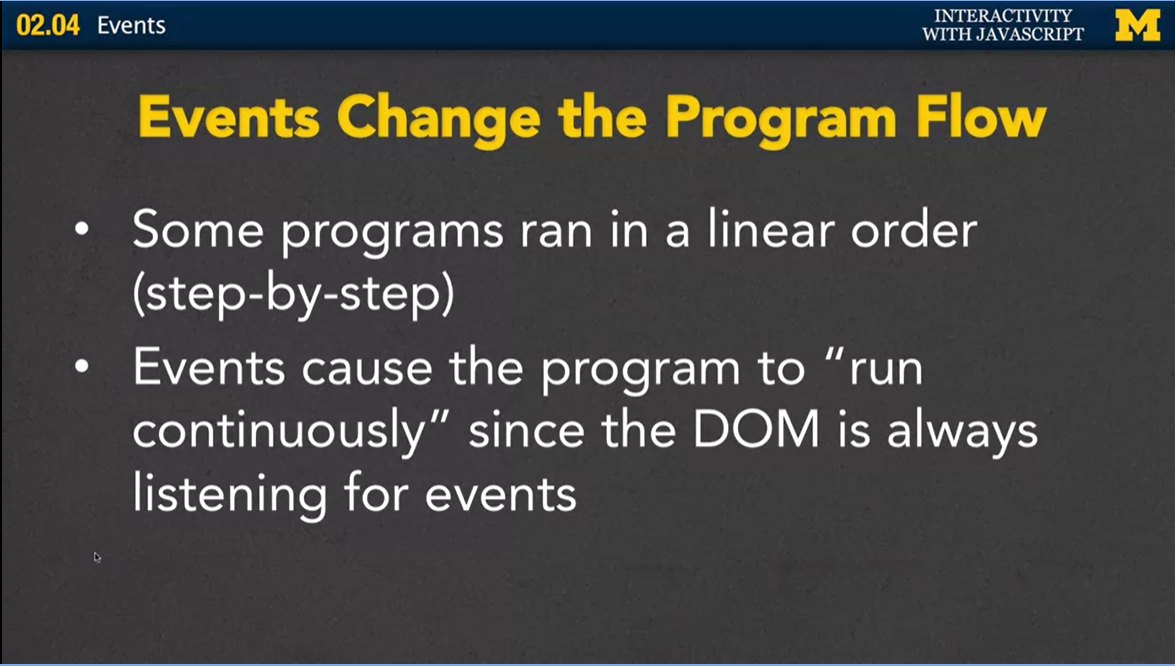 02.04 Events
INTERACTIVITY
WITH JAVASCRIPT
M
Events Change the Program Flow
• Some programs ran in a linear order
(step-by-step)
• Events cause the program to “run
continuously” since the DOM is always
listening for events